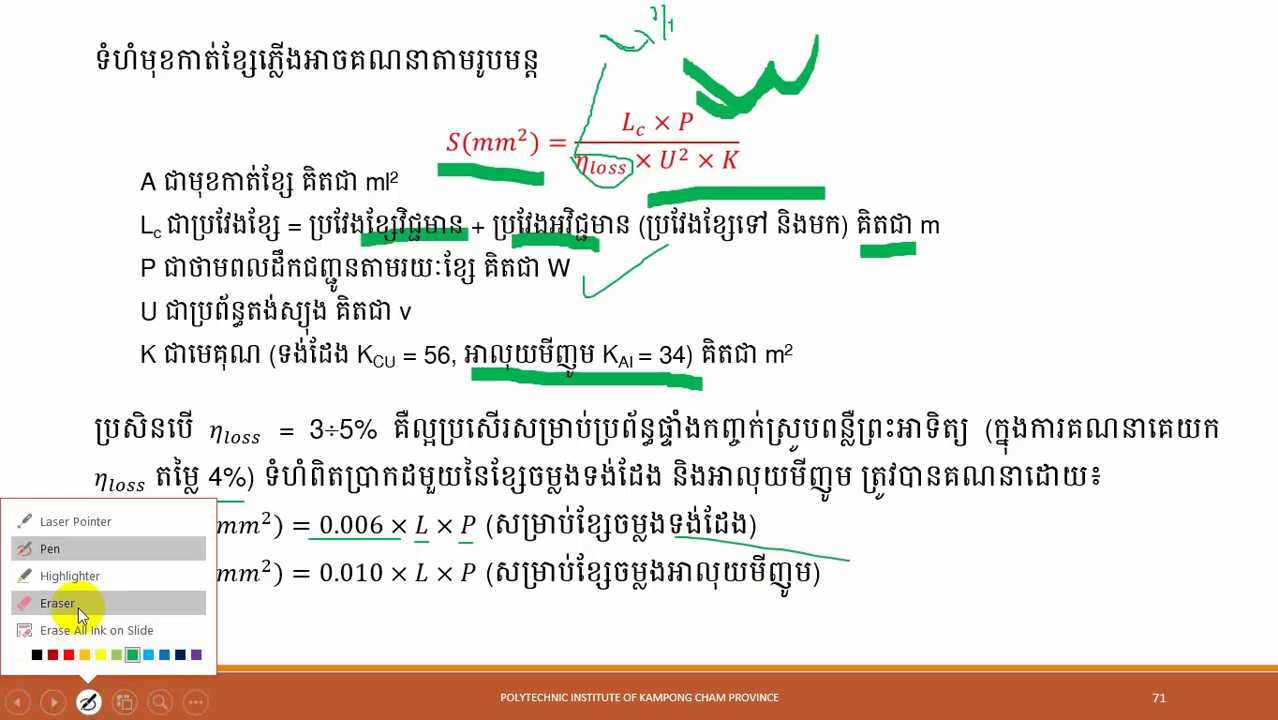 ទំហំមុខកាត់ខ្សែភ្លើងអាចគណនាតាមរូបមន្ត
S(mm²) = (L_c × P) / (η_loss × U² × K)
A ជាមុខកាត់ខ្សែ គិតជា ml²
L_c ជាប្រវែងខ្សែ = ប្រវែងខ្សែវិជ្ជមាន + ប្រវែងអវិជ្ជមាន (ប្រវែងខ្សែទៅ និងមក) គិតជា m
P ជាថាមពលដឹកជញ្ជូនតាមរយៈខ្សែ គិតជា W
U ជាប្រព័ន្ធតង់ស្យុង គិតជា v
K ជាមេគុណ (ទង់ដែង K_CU = 56, អាលុយមីញូម K_Al = 34) គិតជា m²
ប្រសិនបើ η_loss = 3÷5% គឺល្អប្រសើរសម្រាប់ប្រព័ន្ធផ្ទាំងកញ្ចក់ស្រូបពន្លឺព្រះអាទិត្យ (ក្នុងការគណនាគេយក
η_loss តម្លៃ 4%) ទំហំពិតប្រាកដមួយនៃខ្សែចម្លងទង់ដែង និងអាលុយមីញូម ត្រូវបានគណនាដោយ៖
mm²) = 0.006 × L × P (សម្រាប់ខ្សែចម្លងទង់ដែង)
mm²) = 0.010 × L × P (សម្រាប់ខ្សែចម្លងអាលុយមីញូម)
Laser Pointer
Pen
Highlighter
Eraser
Erase All Ink on Slide
POLYTECHNIC INSTITUTE OF KAMPONG CHAM PROVINCE
71